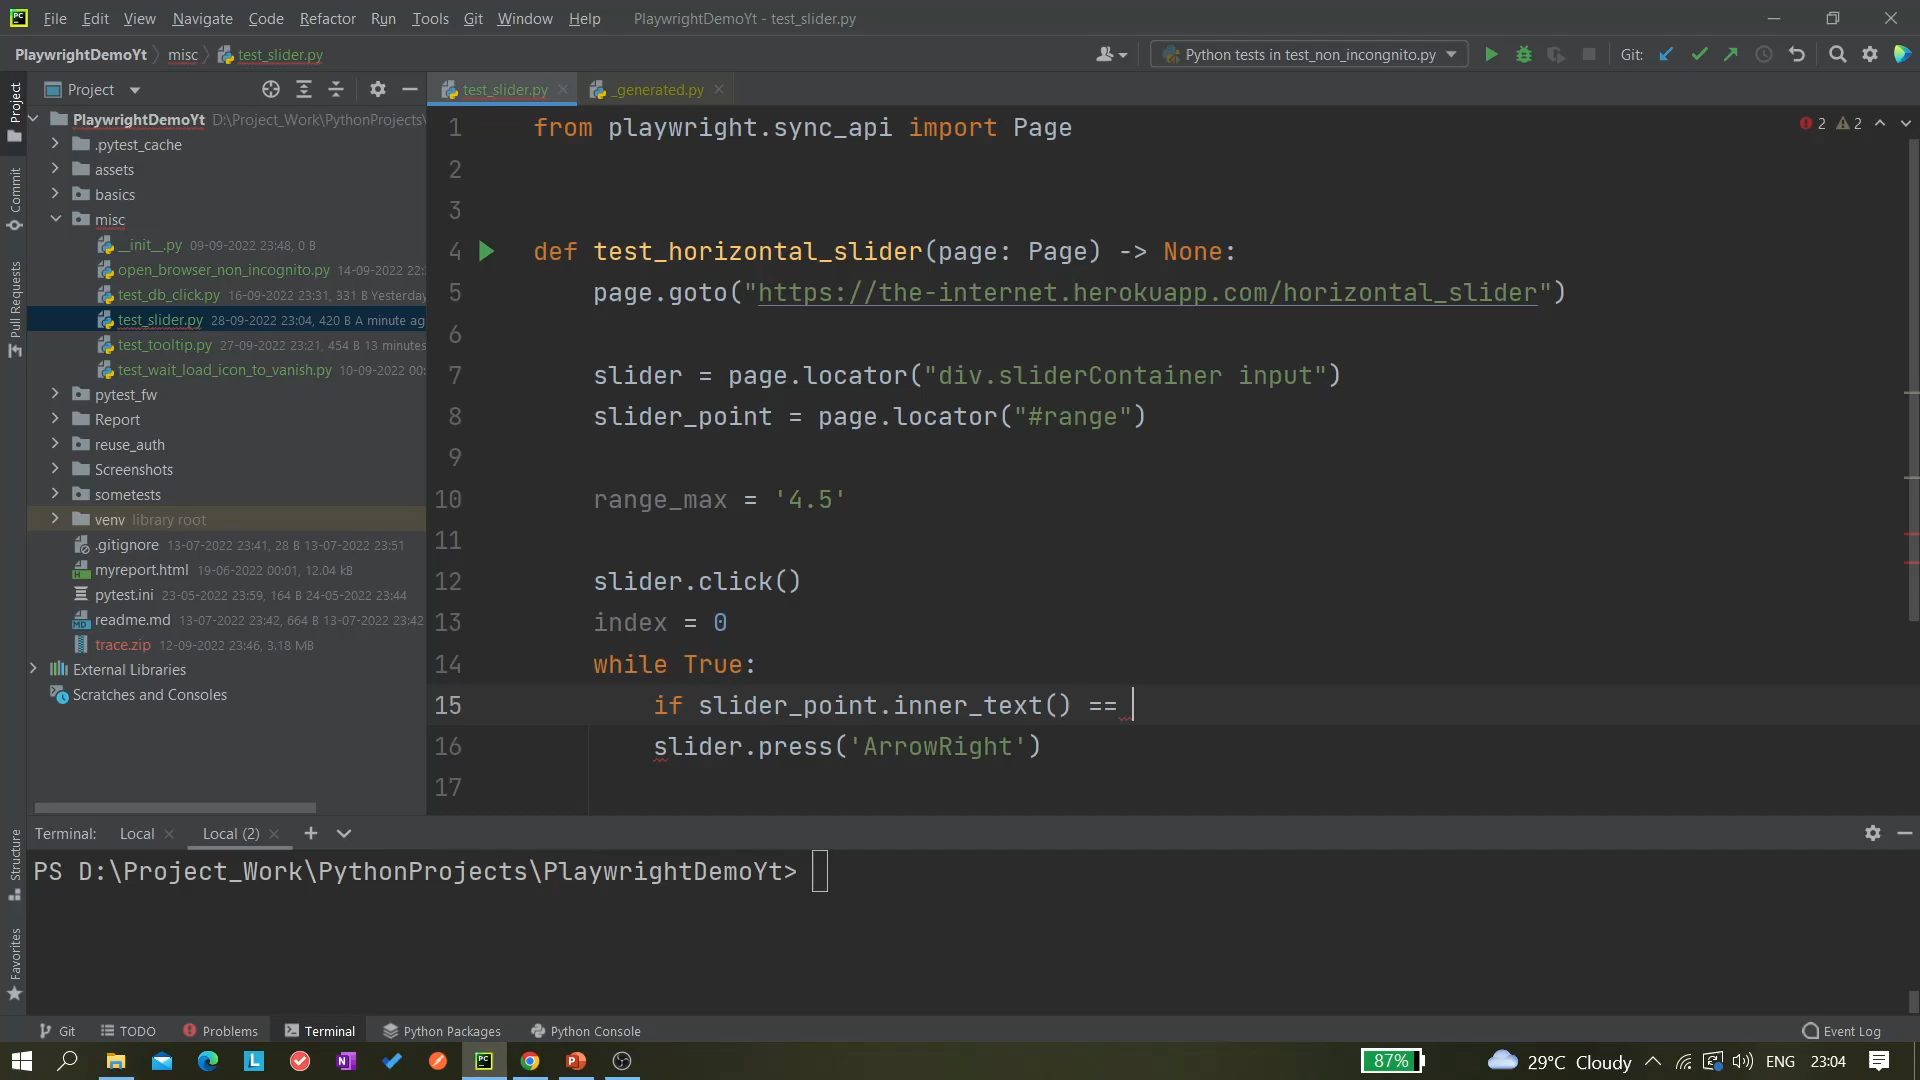 File Edit View Navigate Code Refactor Run Tools Git Window Help PlaywrightDemoYt - test_slider.py
PlaywrightDemoYt misc test_slider.py Python tests in test_non_incongnito.py Git:
Project test_slider.py _generated.py
Project
Commit
Pull Requests
Structure
Favorites
PlaywrightDemoYt D:\Project_Work\PythonProjects\
.pytest_cache
assets
basics
misc
__init__.py 09-09-2022 23:48, 0 B
open_browser_non_incognito.py 14-09-2022 22:
test_db_click.py 16-09-2022 23:31, 331 B Yesterday
test_slider.py 28-09-2022 23:04, 420 B A minute ag
test_tooltip.py 27-09-2022 23:21, 454 B 13 minutes
test_wait_load_icon_to_vanish.py 10-09-2022 00:
pytest_fw
Report
reuse_auth
Screenshots
sometests
venv library root
.gitignore 13-07-2022 23:41, 28 B 13-07-2022 23:51
myreport.html 19-06-2022 00:01, 12.04 kB
pytest.ini 23-05-2022 23:59, 164 B 24-05-2022 23:44
readme.md 13-07-2022 23:42, 664 B 13-07-2022 23:42
trace.zip 12-09-2022 23:46, 3.18 MB
External Libraries
Scratches and Consoles
2 2
1 from playwright.sync_api import Page
2
3
4 def test_horizontal_slider(page: Page) -> None:
5 page.goto("https://the-internet.herokuapp.com/horizontal_slider")
6
7 slider = page.locator("div.sliderContainer input")
8 slider_point = page.locator("#range")
9
10 range_max = '4.5'
11
12 slider.click()
13 index = 0
14 while True:
15 if slider_point.inner_text() ==
16 slider.press('ArrowRight')
17
Terminal: Local Local (2)
PS D:\Project_Work\PythonProjects\PlaywrightDemoYt>
Git TODO Problems Terminal Python Packages Python Console Event Log
87% 29°C Cloudy ENG 23:04